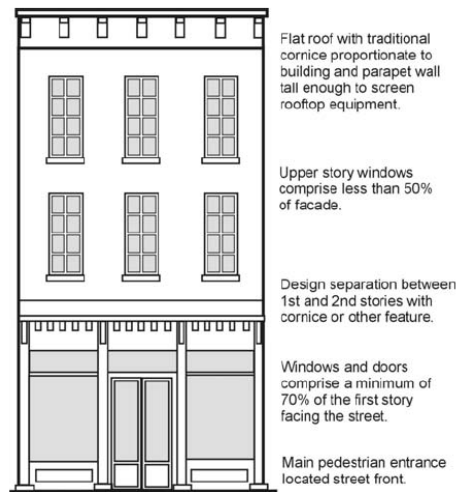 Flat roof with traditional
cornice proportionate to
building and parapet wall
tall enough to screen
rooftop equipment.
Upper story windows
comprise less than 50%
of facade.
Design separation between
1st and 2nd stories with
cornice or other feature.
Windows and doors
comprise a minimum of
70% of the first story
facing the street.
Main pedestrian entrance
located street front.